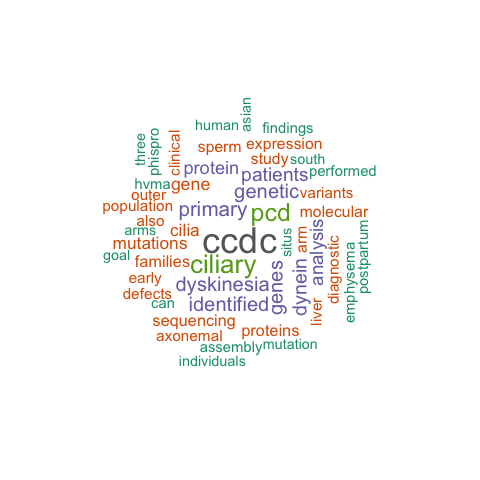 asian
human
findings
three
phispro
clinical
sperm
expression
study
south
protein
patients
performed
hvma
gene
genetic
variants
outer
population
primary
pcd
molecular
also
arms
cilia
ccdc
situs
arm
analysis
mutations
goal
families
ciliary
emphysema
postpartum
early
dyskinesia
genes
dynein
diagnostic
defects
can
identified
liver
sequencing
proteins
axonemal
assembly
mutation
individuals